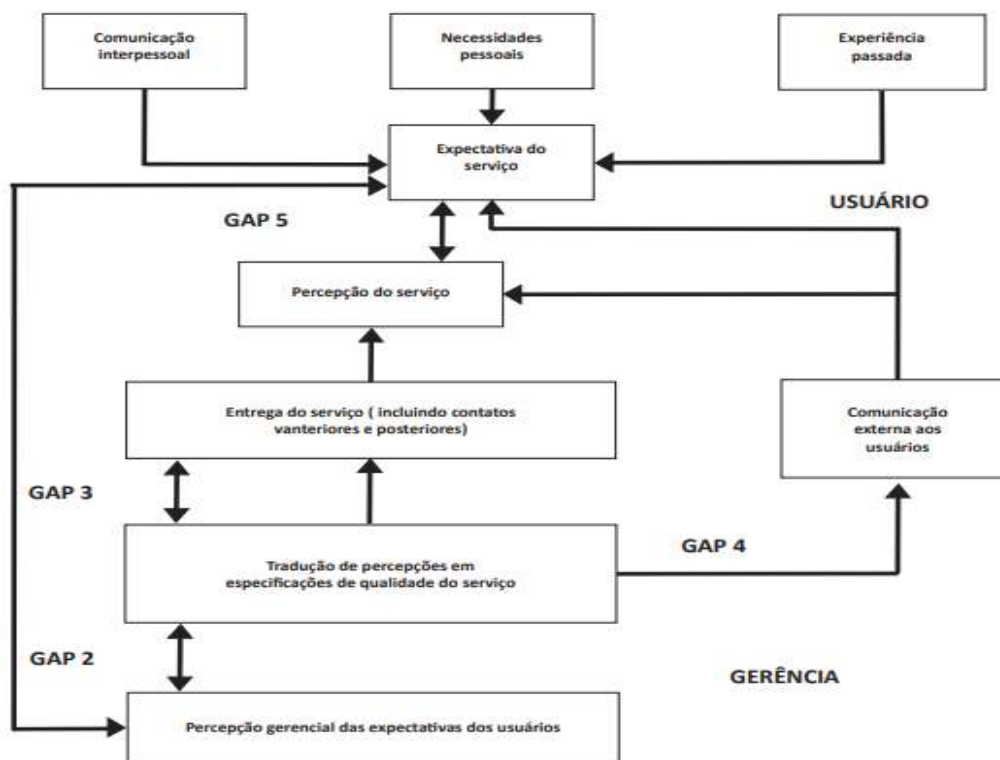 Comunicação
interpessoal
Necessidades
pessoais
Experiência
passada
Expectativa do
serviço
USUÁRIO
GAP 5
Percepção do serviço
Entrega do serviço ( incluindo contatos
vanteriores e posteriores)
Comunicação
externa aos
usuários
GAP 3
GAP 4
Tradução de percepções em
especificações de qualidade do serviço
GAP 2
GERÊNCIA
Percepção gerencial das expectativas dos usuários